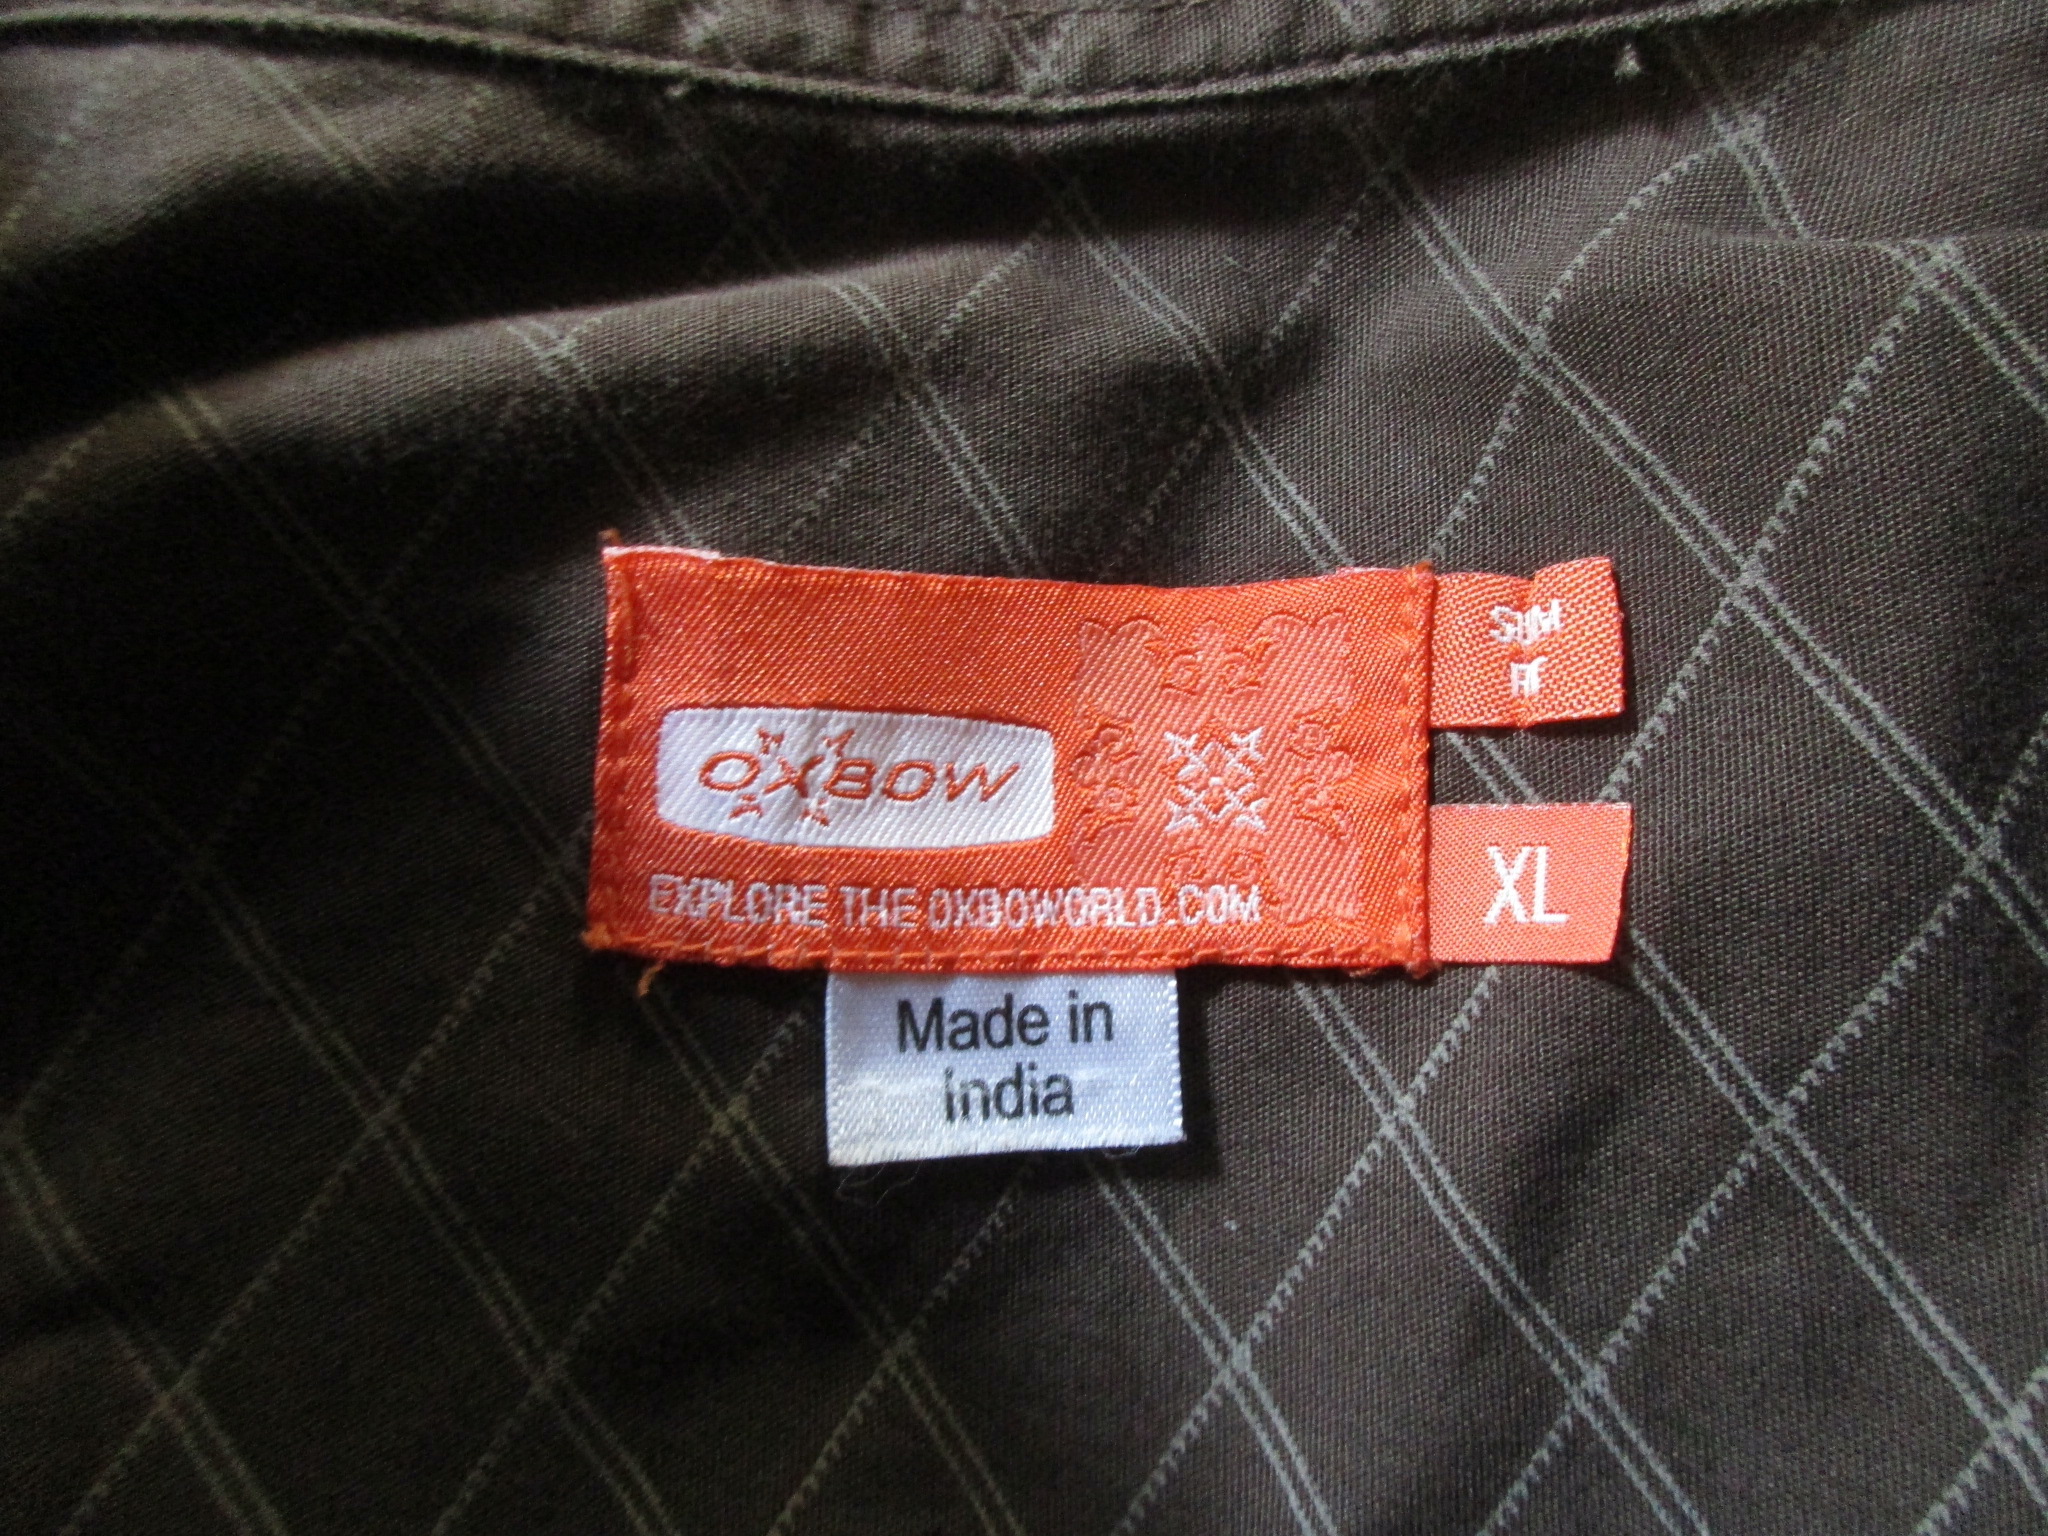 OXBOW
EXPLORE THE OXBOWORLD.COM
XL
Made in
India